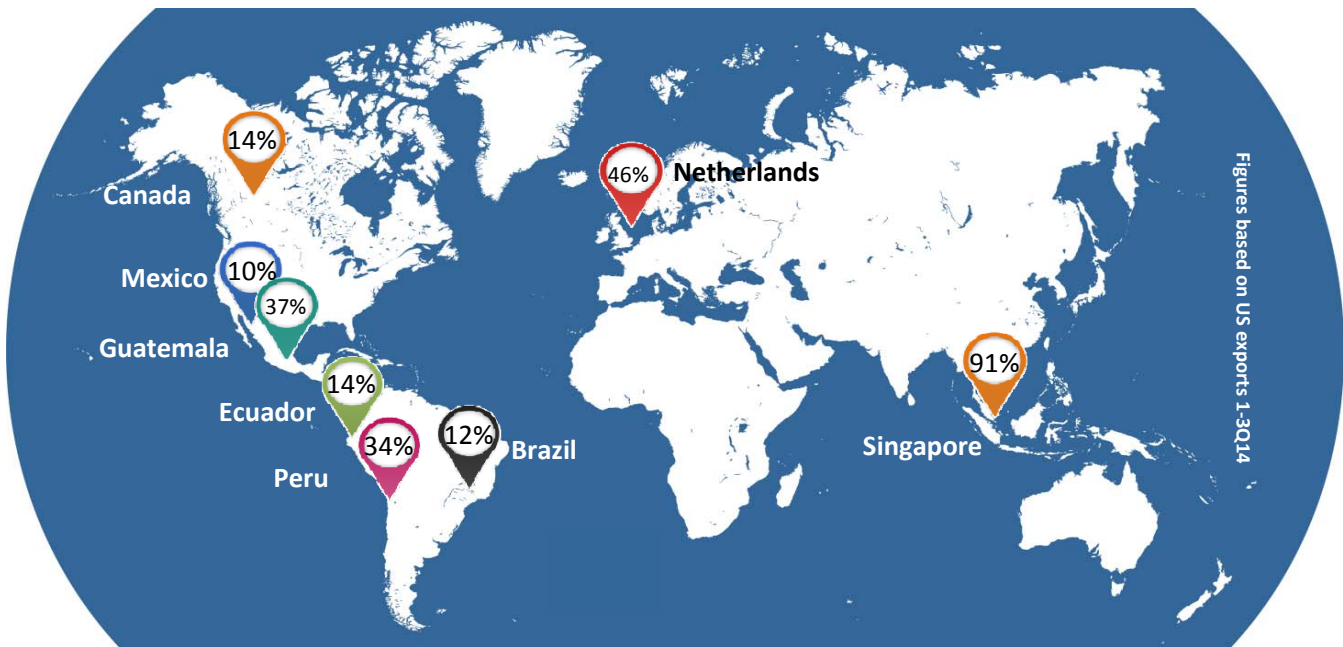 14%
Canada
46%
Netherlands
Mexico
10%
37%
Guatemala
14%
Ecuador
34%
Peru
12%
Brazil
91%
Singapore
Figures based on US exports 1-3Q14